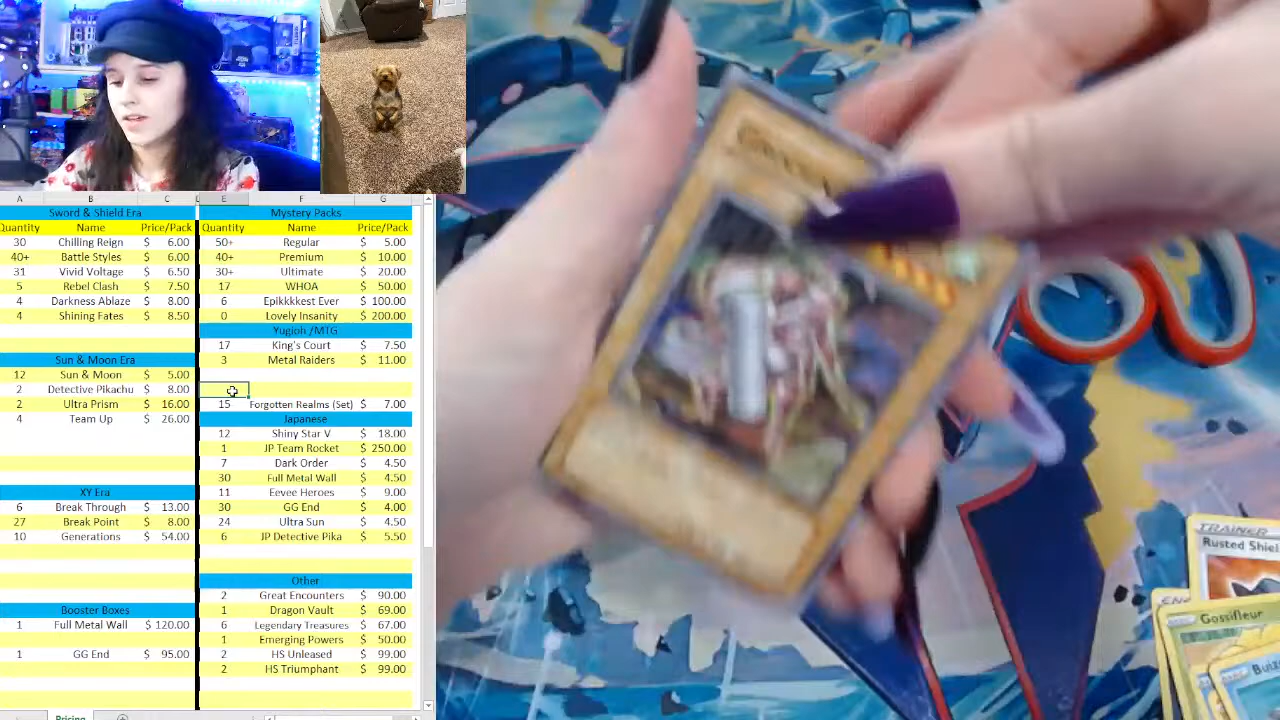 A B C E F G
Sword & Shield Era
Quantity Name Price/Pack
30 Chilling Reign $ 6.00
40+ Battle Styles $ 6.00
31 Vivid Voltage $ 6.50
5 Rebel Clash $ 7.50
4 Darkness Ablaze $ 8.00
4 Shining Fates $ 8.50
Sun & Moon Era
12 Sun & Moon $ 5.00
2 Detective Pikachu $ 8.00
2 Ultra Prism $ 16.00
4 Team Up $ 26.00
XY Era
6 Break Through $ 13.00
27 Break Point $ 8.00
10 Generations $ 54.00
Booster Boxes
1 Full Metal Wall $ 120.00
1 GG End $ 95.00
Mystery Packs
Quantity Name Price/Pack
50+ Regular $ 5.00
40+ Premium $ 10.00
30+ Ultimate $ 20.00
17 WHOA $ 50.00
6 Epikkkkest Ever $ 100.00
0 Lovely Insanity $ 200.00
Yugioh /MTG
17 King's Court $ 7.50
3 Metal Raiders $ 11.00
15 Forgotten Realms (Set) $ 7.00
Japanese
12 Shiny Star V $ 18.00
1 JP Team Rocket $ 250.00
7 Dark Order $ 4.50
30 Full Metal Wall $ 4.50
11 Eevee Heroes $ 9.00
30 GG End $ 4.00
24 Ultra Sun $ 4.50
6 JP Detective Pika $ 5.50
Other
2 Great Encounters $ 90.00
1 Dragon Vault $ 69.00
6 Legendary Treasures $ 67.00
1 Emerging Powers $ 50.00
2 HS Unleased $ 99.00
2 HS Triumphant $ 99.00
Pricing
TRAINER
Gossifleur